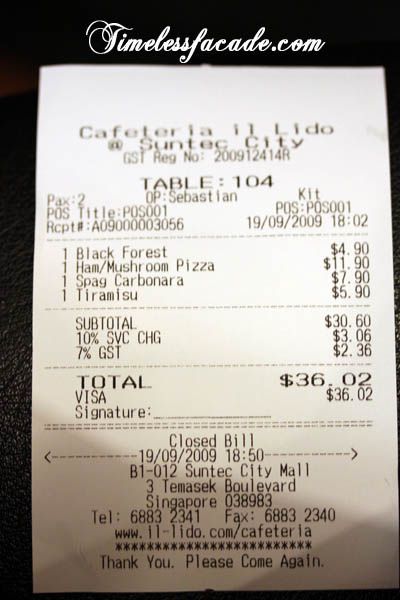 Timelessfacade.com
Cafeteria il Lido
@ Suntec City
GST Reg No: 200912414R
TABLE: 104
Pax:2 OP:Sebastian Kit
POS Title:POS001 POS:POS001
Rcpt#:A09000003056 19/09/2009 18:02
1 Black Forest $4.90
1 Ham/Mushroom Pizza $11.90
1 Spag Carbonara $7.90
1 Tiramisu $5.90
SUBTOTAL $30.60
10% SVC CHG $3.06
7% GST $2.36
TOTAL $36.02
VISA $36.02
Signature:
Closed Bill
<-----------19/09/2009 18:50----------->
B1-012 Suntec City Mall
3 Temasek Boulevard
Singapore 038983
Tel: 6883 2341 Fax: 6883 2340
www.il-lido.com/cafeteria
************************
Thank You. Please Come Again.